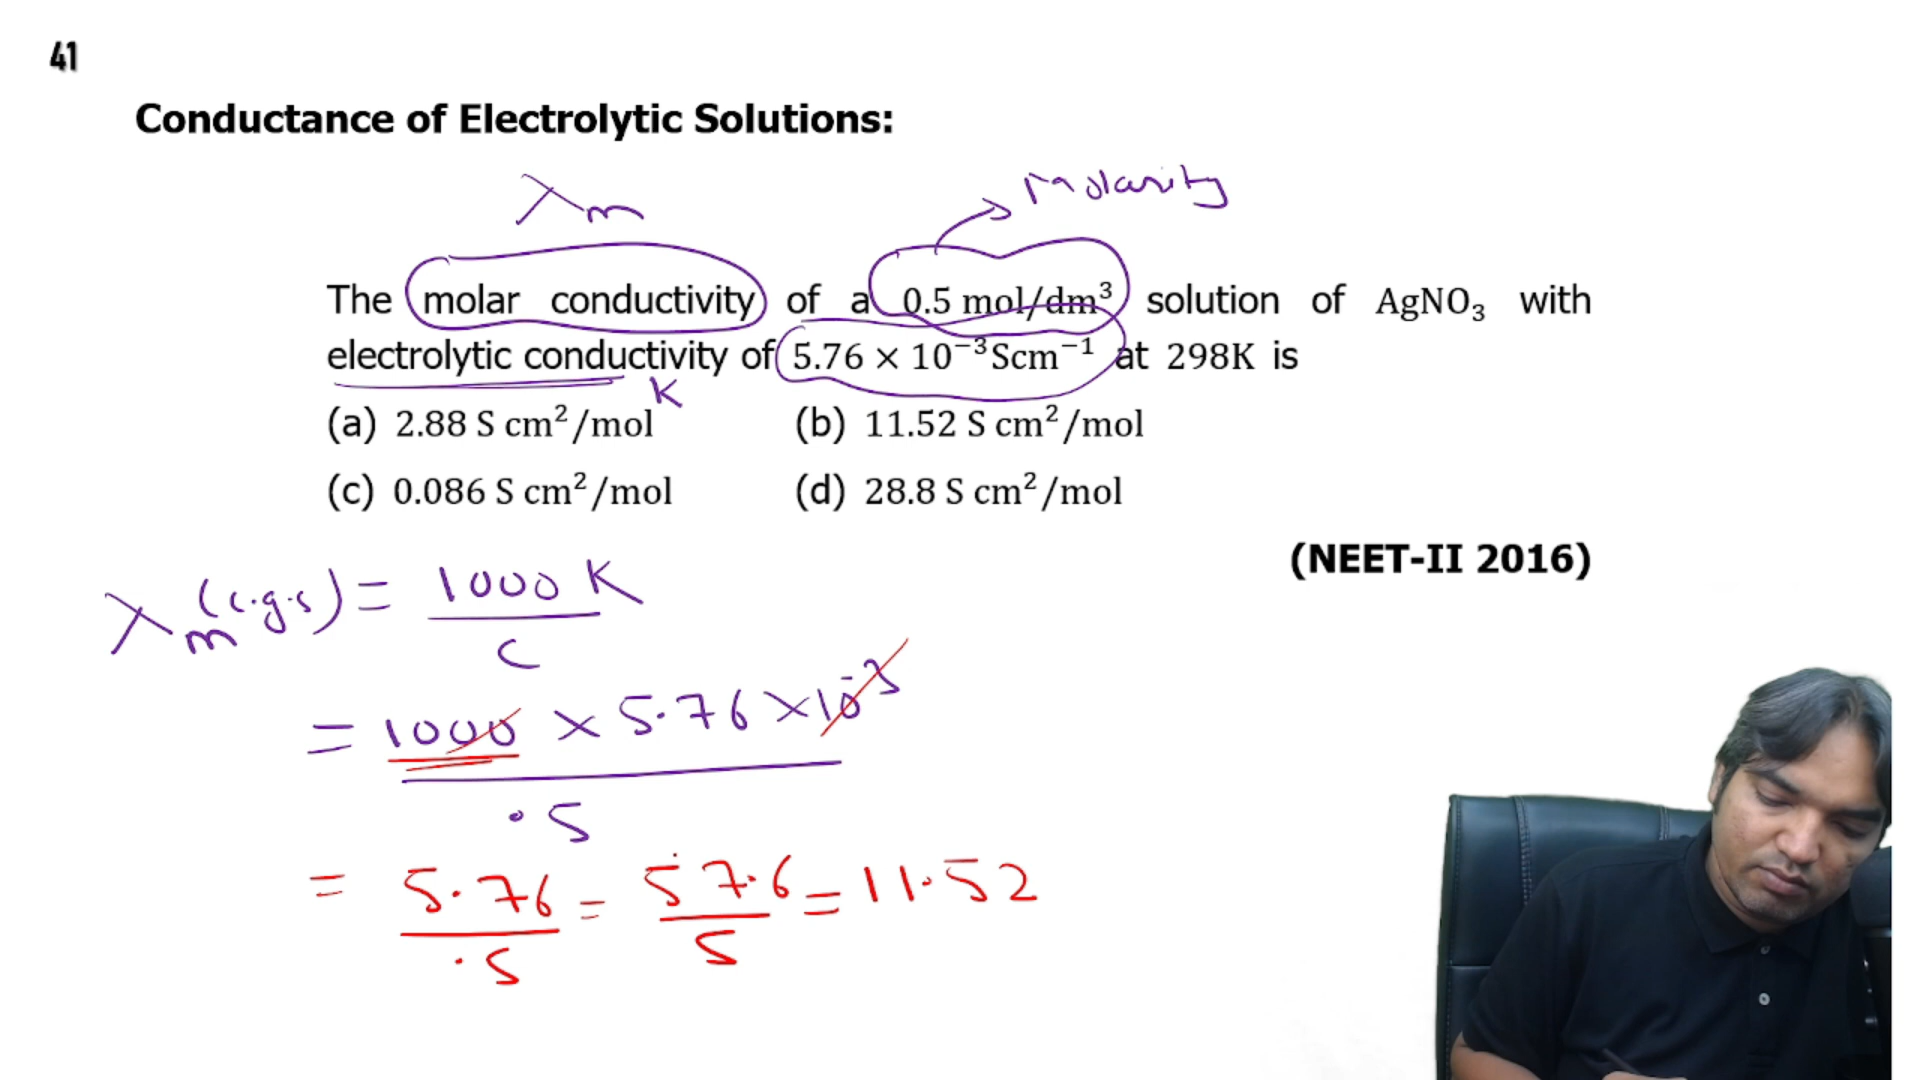 41
Conductance of Electrolytic Solutions:
λm
Molarity
The molar conductivity of a 0.5 mol/dm³ solution of AgNO₃ with
electrolytic conductivity of 5.76 × 10⁻³Scm⁻¹ at 298K is
K
(a) 2.88 S cm²/mol (b) 11.52 S cm²/mol
(c) 0.086 S cm²/mol (d) 28.8 S cm²/mol
(NEET-II 2016)
λm (c.g.s) = 1000 K / C
= 1000 × 5.76 × 10⁻³ / .5
= 5.76 / .5 = 57.6 / 5 = 11.52